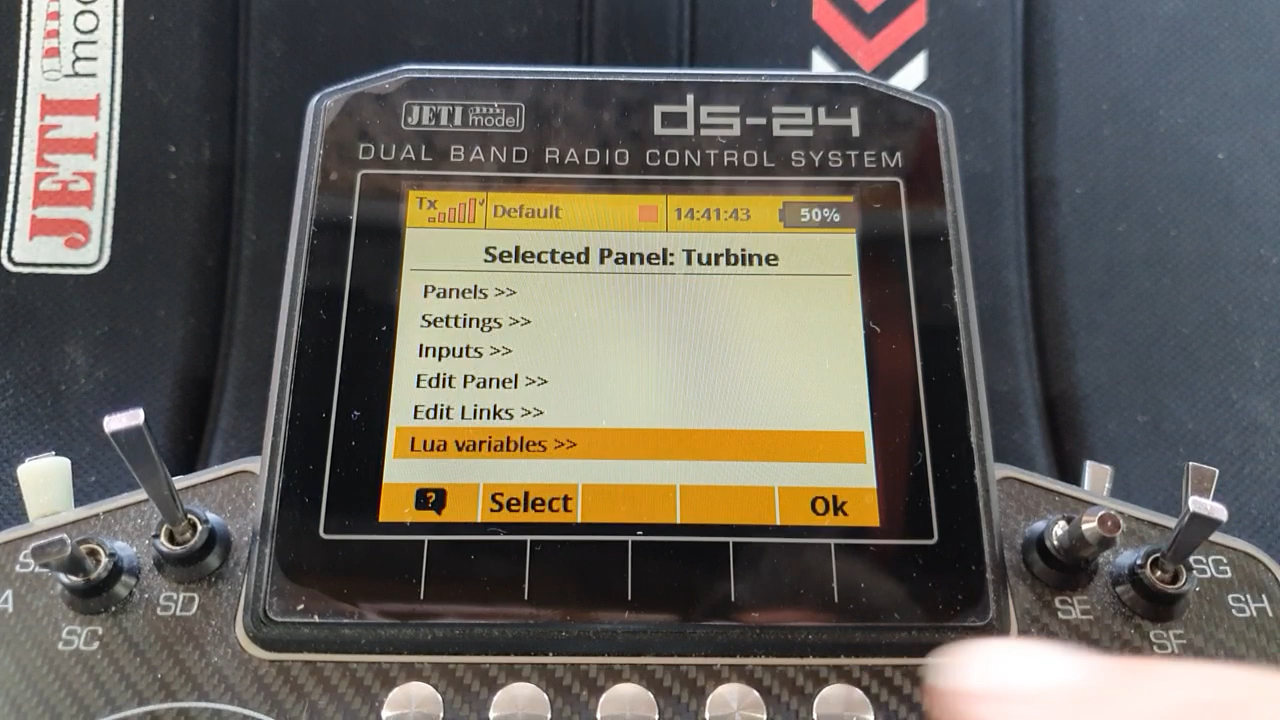 JETI
mod
JETI model
ds-24
DUAL BAND RADIO CONTROL SYSTEM
Tx
Default
14:41:43
50%
Selected Panel: Turbine
Panels >>
Settings >>
Inputs >>
Edit Panel >>
Edit Links >>
Lua variables >>
?
Select
Ok
A
SC
SD
SE
SF
SG
SH